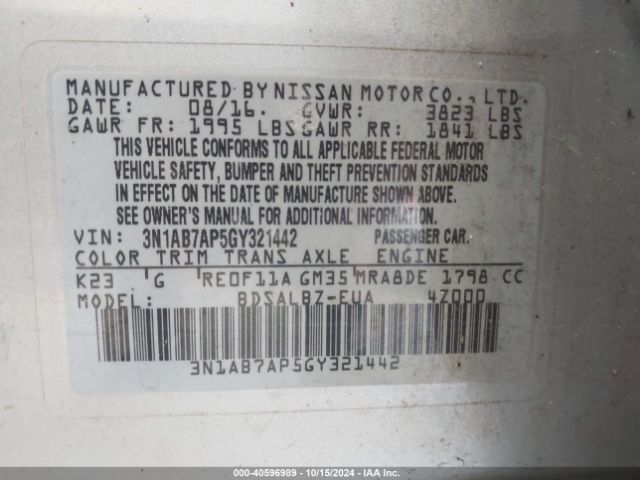 MANUFACTURED BY NISSAN MOTOR CO., LTD.
DATE: 08/16. GVWR: 3823 LBS
GAWR FR: 1995 LBS GAWR RR: 1841 LBS
THIS VEHICLE CONFORMS TO ALL APPLICABLE FEDERAL MOTOR
VEHICLE SAFETY, BUMPER AND THEFT PREVENTION STANDARDS
IN EFFECT ON THE DATE OF MANUFACTURE SHOWN ABOVE.
SEE OWNER'S MANUAL FOR ADDITIONAL INFORMATION.
VIN: 3N1AB7AP5GY321442 PASSENGER CAR.
COLOR TRIM TRANS AXLE ENGINE
K23 G RE0F11A GM35 MRA8DE 1798 CC
MODEL: BDSALBZ-EUA 4Z000
3N1AB7AP5GY321442
000-40596989 - 10/15/2024 - IAA Inc.